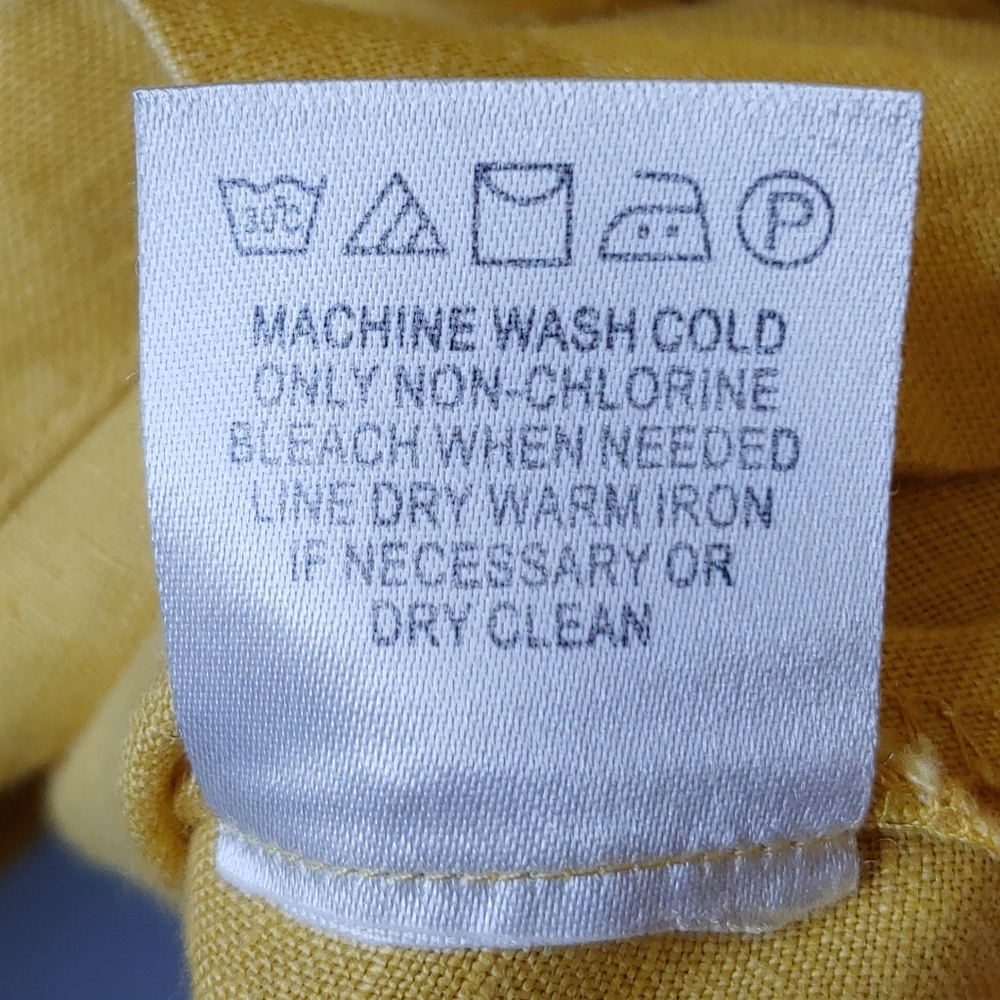 30°C P
MACHINE WASH COLD
ONLY NON-CHLORINE
BLEACH WHEN NEEDED
LINE DRY WARM IRON
IF NECESSARY OR
DRY CLEAN